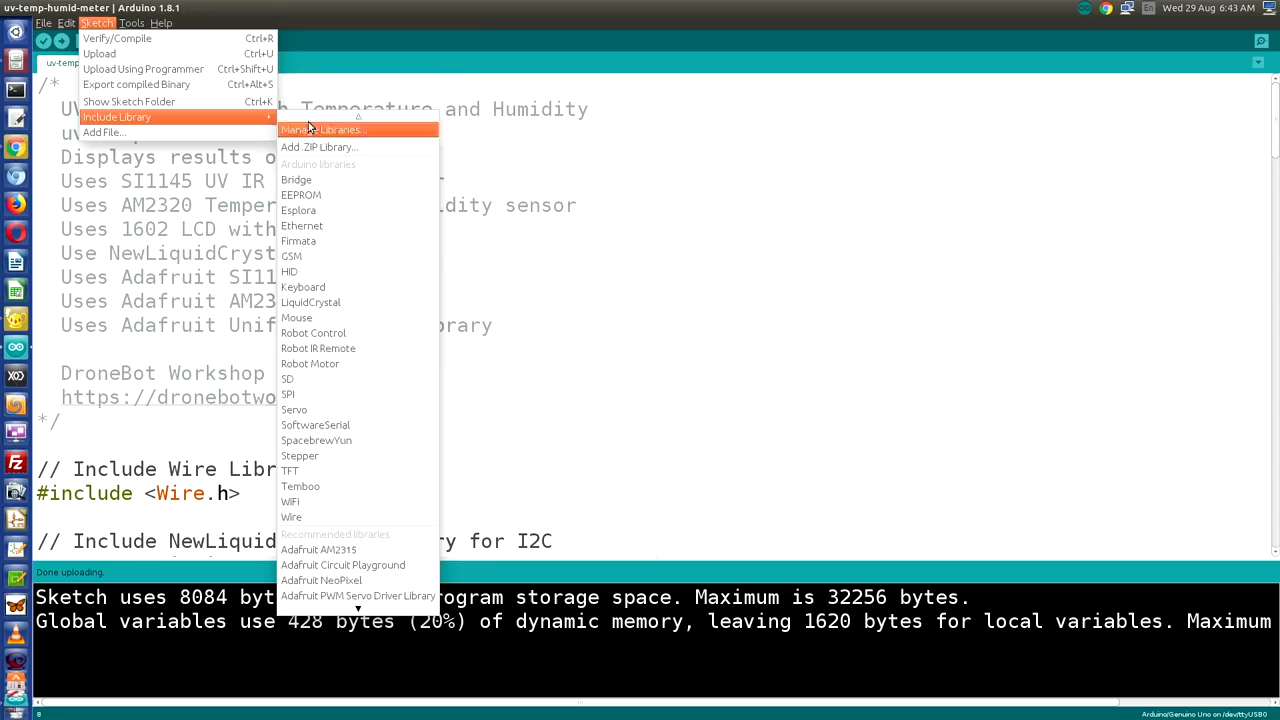 uv-temp-humid-meter | Arduino 1.8.1
En
Wed 29 Aug 6:43 AM
File Edit Sketch Tools Help
Verify/Compile Ctrl+R
Upload Ctrl+U
Upload Using Programmer Ctrl+Shift+U
Export compiled Binary Ctrl+Alt+S
Show Sketch Folder Ctrl+K
Include Library
Add File...
Libraries...
Add .ZIP Library...
Arduino libraries
Bridge
EEPROM
Esplora
Ethernet
Firmata
GSM
HID
Keyboard
LiquidCrystal
Mouse
Robot Control
Robot IR Remote
Robot Motor
SD
SPI
Servo
SoftwareSerial
SpacebrewYun
Stepper
TFT
Temboo
WiFi
Wire
Recommended libraries
Adafruit AM2315
Adafruit Circuit Playground
Adafruit NeoPixel
Adafruit PWM Servo Driver Library
uv-temp
/*
Temperature and Humidity
Displays results o
Uses SI1145 UV IR
Uses AM2320 Temper idity sensor
Uses 1602 LCD with
Use NewLiquidCryst
Uses Adafruit SI11
Uses Adafruit AM23
Uses Adafruit Unif rary
DroneBot Workshop
https://dronebotwo
*/
// Include Wire Libr
#include <Wire.h>
// Include NewLiquid y for I2C
Done uploading.
Sketch uses 8084 byt ogram storage space. Maximum is 32256 bytes.
Global variables use 428 bytes (20%) of dynamic memory, leaving 1620 bytes for local variables. Maximum
8
Arduino/Genuino Uno on /dev/ttyUSB0